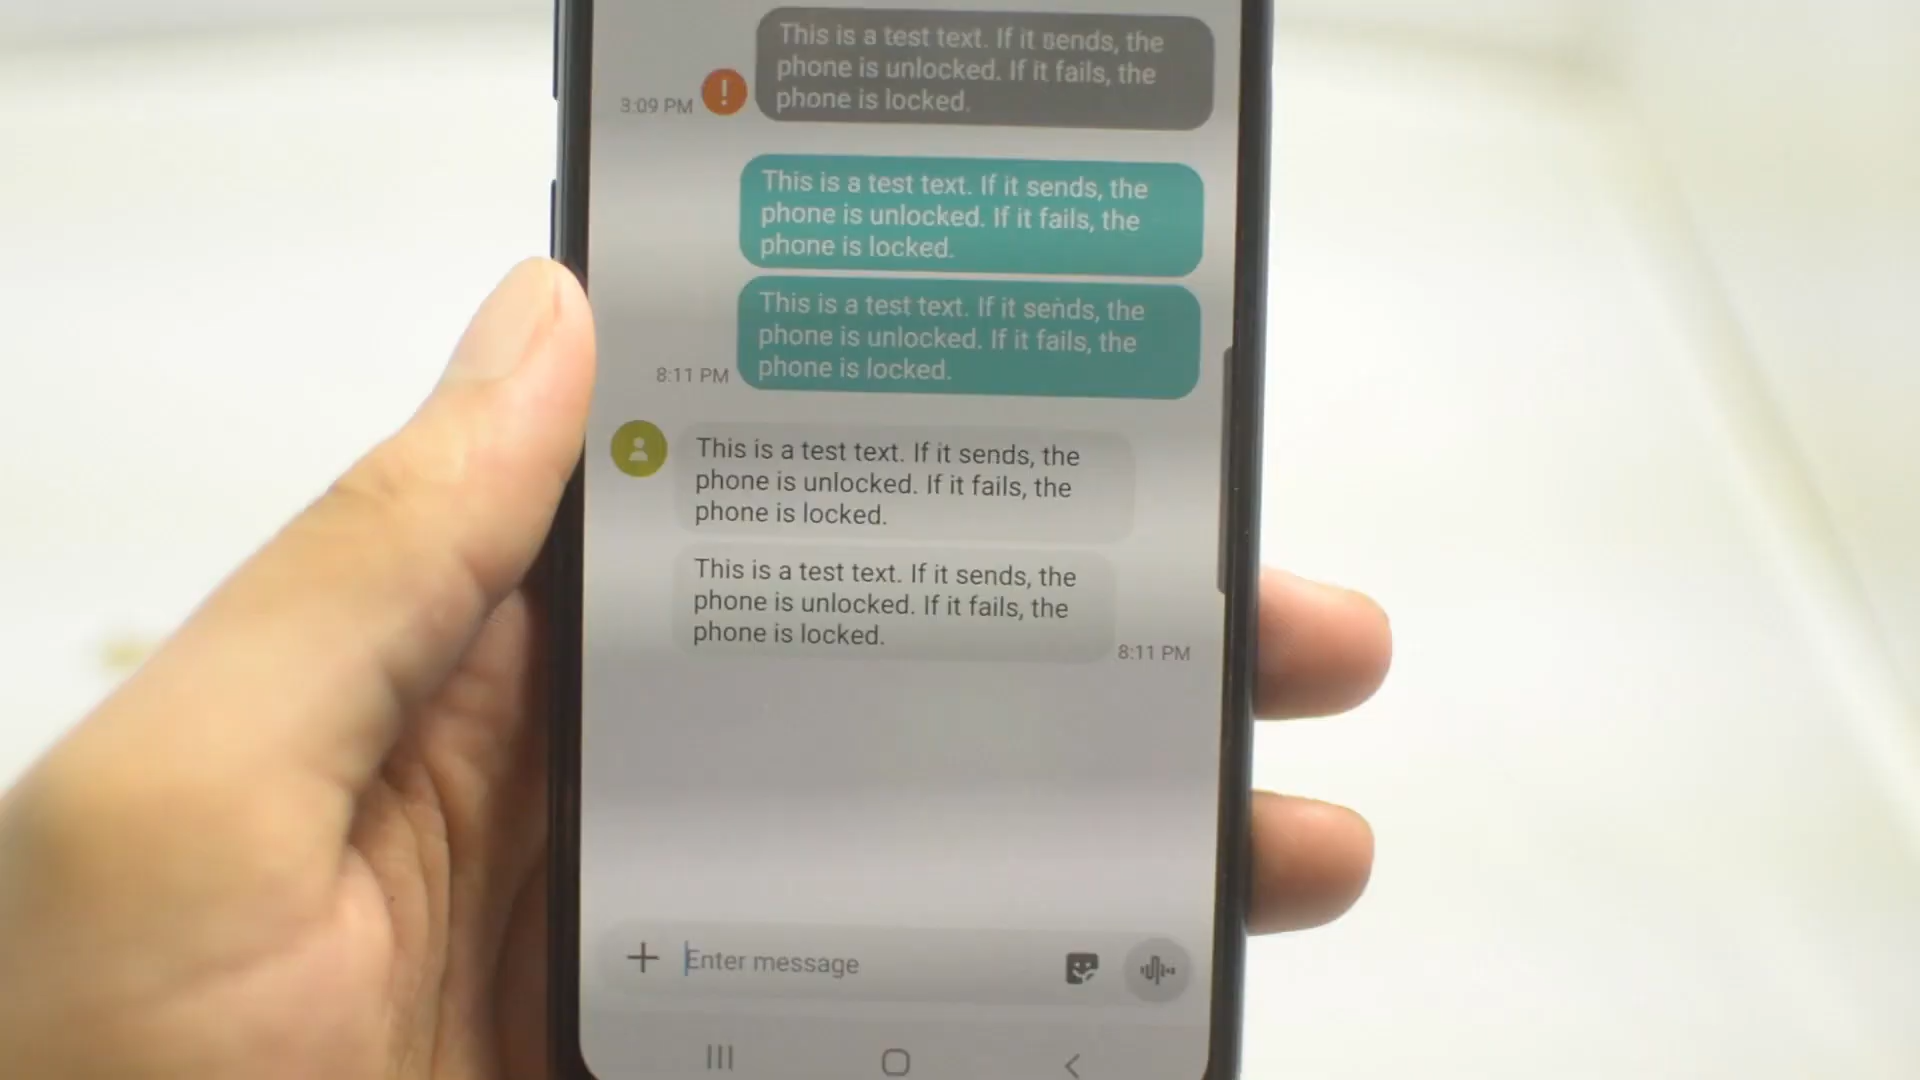 This is a test text. If it sends, the
phone is unlocked. If it fails, the
phone is locked.
3:09 PM
This is a test text. If it sends, the
phone is unlocked. If it fails, the
phone is locked.
This is a test text. If it sends, the
phone is unlocked. If it fails, the
phone is locked.
8:11 PM
This is a test text. If it sends, the
phone is unlocked. If it fails, the
phone is locked.
This is a test text. If it sends, the
phone is unlocked. If it fails, the
phone is locked.
8:11 PM
Enter message